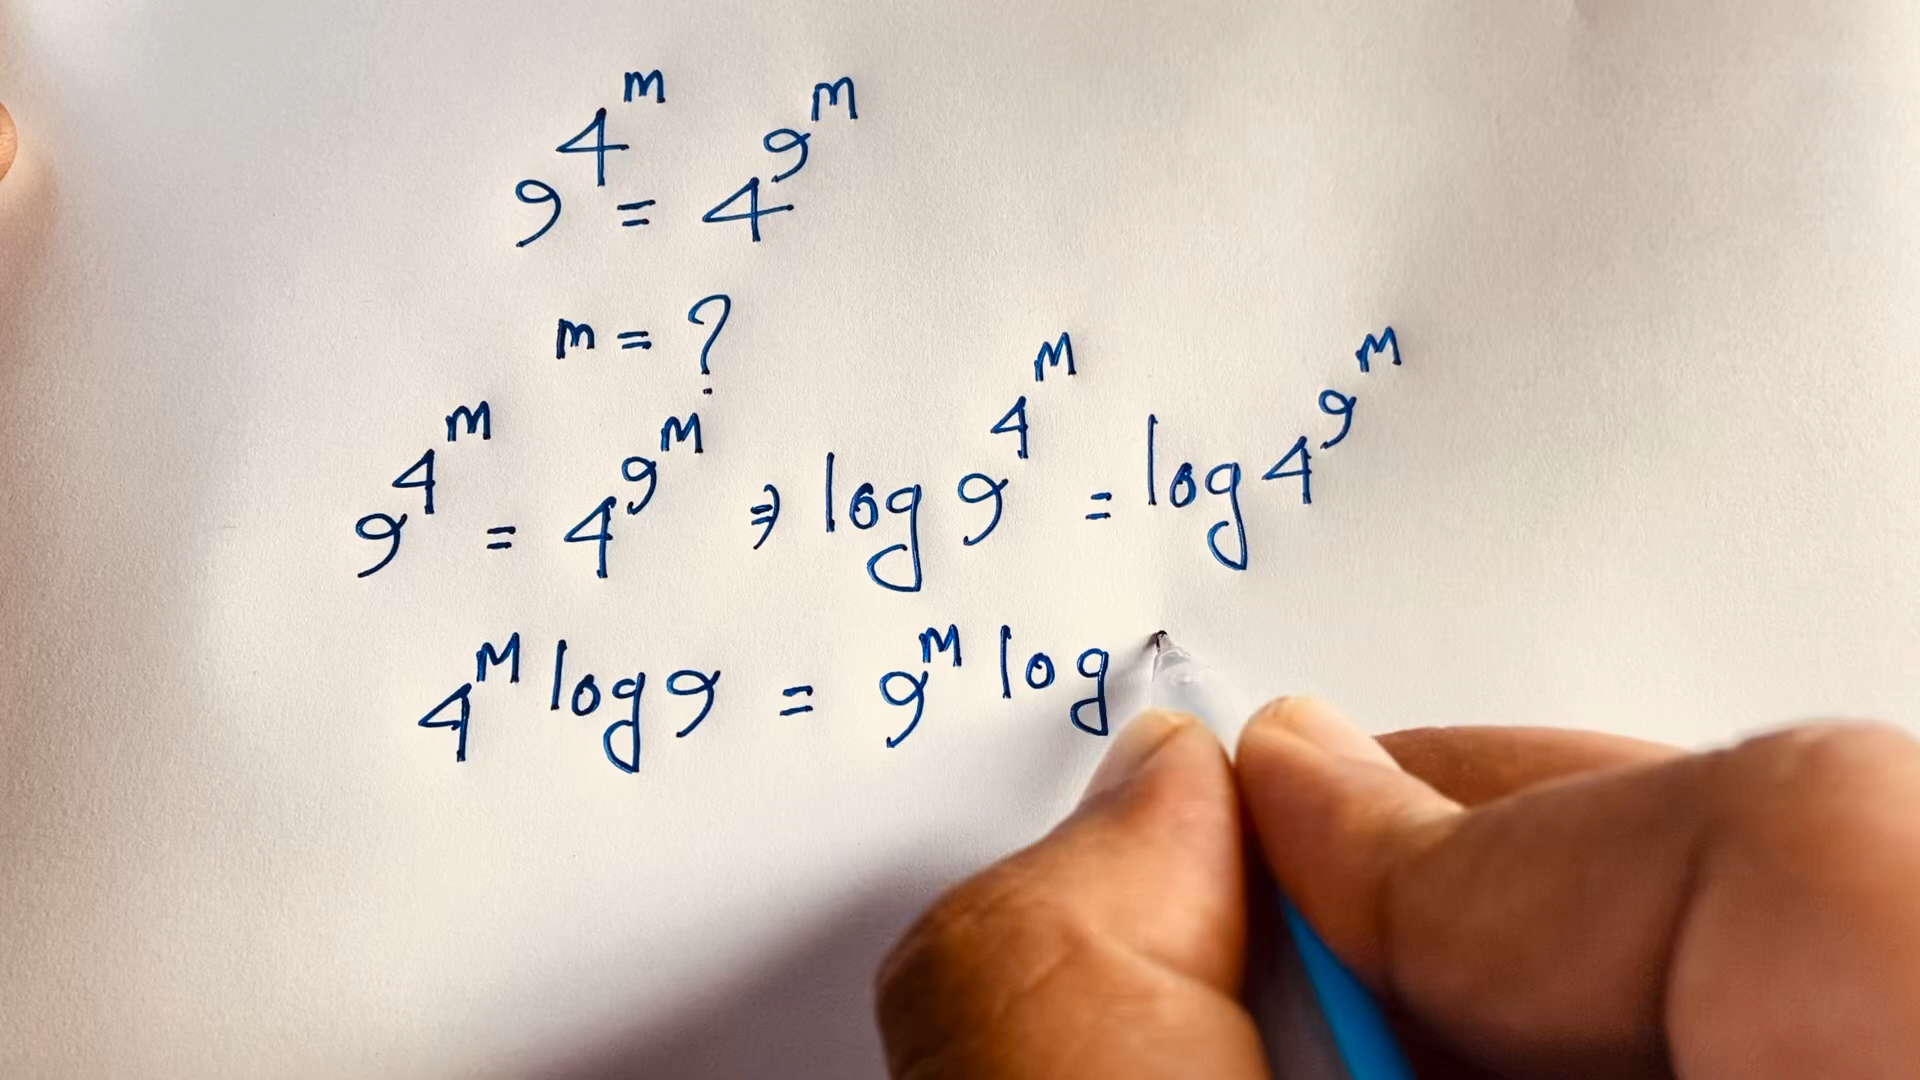 9^4^m = 4^9^m
m = ?
9^4^m = 4^9^m ⇒ log 9^4^m = log 4^9^m
4^m log 9 = 9^m log